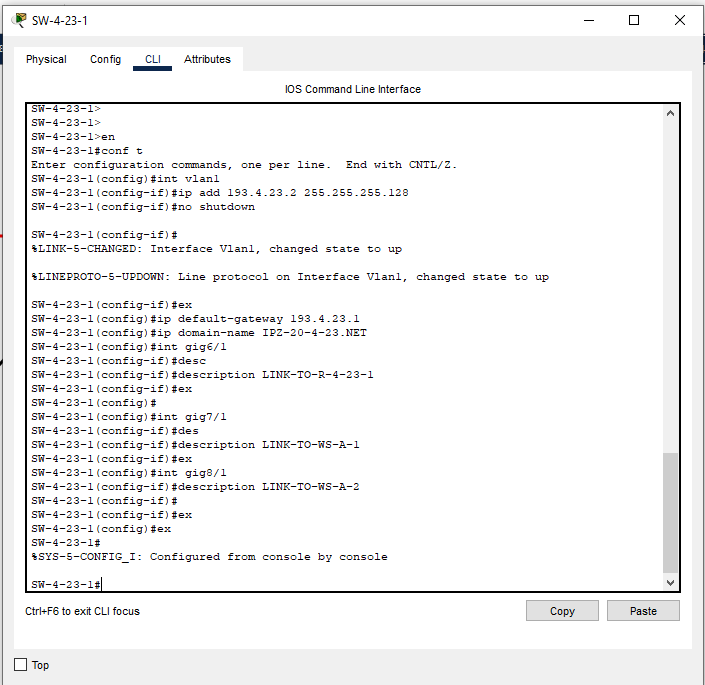 SW-4-23-1
Physical Config CLI Attributes
IOS Command Line Interface
SW-4-23-1>
SW-4-23-1>
SW-4-23-1>en
SW-4-23-1#conf t
Enter configuration commands, one per line.  End with CNTL/Z.
SW-4-23-1(config)#int vlan1
SW-4-23-1(config-if)#ip add 193.4.23.2 255.255.255.128
SW-4-23-1(config-if)#no shutdown
SW-4-23-1(config-if)#
%LINK-5-CHANGED: Interface Vlan1, changed state to up
%LINEPROTO-5-UPDOWN: Line protocol on Interface Vlan1, changed state to up
SW-4-23-1(config-if)#ex
SW-4-23-1(config)#ip default-gateway 193.4.23.1
SW-4-23-1(config)#ip domain-name IPZ-20-4-23.NET
SW-4-23-1(config)#int gig6/1
SW-4-23-1(config-if)#desc
SW-4-23-1(config-if)#description LINK-TO-R-4-23-1
SW-4-23-1(config-if)#ex
SW-4-23-1(config)#
SW-4-23-1(config)#int gig7/1
SW-4-23-1(config-if)#des
SW-4-23-1(config-if)#description LINK-TO-WS-A-1
SW-4-23-1(config-if)#ex
SW-4-23-1(config)#int gig8/1
SW-4-23-1(config-if)#description LINK-TO-WS-A-2
SW-4-23-1(config-if)#
SW-4-23-1(config-if)#ex
SW-4-23-1(config)#ex
SW-4-23-1#
%SYS-5-CONFIG_I: Configured from console by console
SW-4-23-1#
Ctrl+F6 to exit CLI focus
Copy Paste
Top